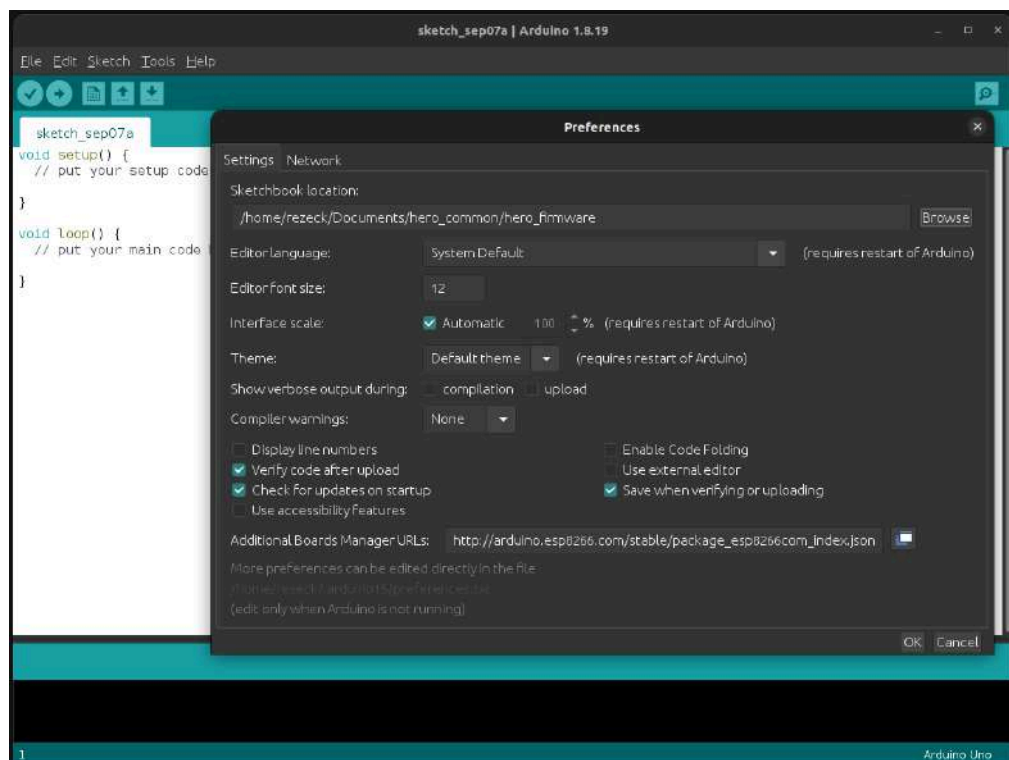 sketch_sep07a | Arduino 1.8.19
File Edit Sketch Tools Help
sketch_sep07a
void setup() {
// put your setup code
}
void loop() {
// put your main code
}
Preferences
Settings Network
Sketchbook location:
/home/rezeck/Documents/hero_common/hero_firmware Browse
Editor language: System Default (requires restart of Arduino)
Editor font size: 12
Interface scale: Automatic 100 % (requires restart of Arduino)
Theme: Default theme (requires restart of Arduino)
Show verbose output during: compilation upload
Compiler warnings: None
Display line numbers Enable Code Folding
Verify code after upload Use external editor
Check for updates on startup Save when verifying or uploading
Use accessibility features
Additional Boards Manager URLs: http://arduino.esp8266.com/stable/package_esp8266com_index.json
More preferences can be edited directly in the file
/home/rezeck/.arduino15/preferences.txt
(edit only when Arduino is not running)
OK Cancel
1 Arduino Uno